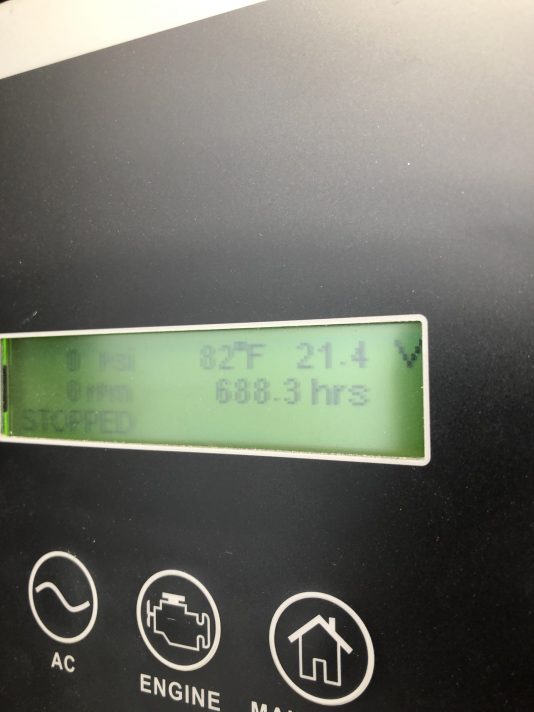 0 psi 82°F 21.4 V
0 rpm 688.3 hrs
STOPPED
AC
ENGINE